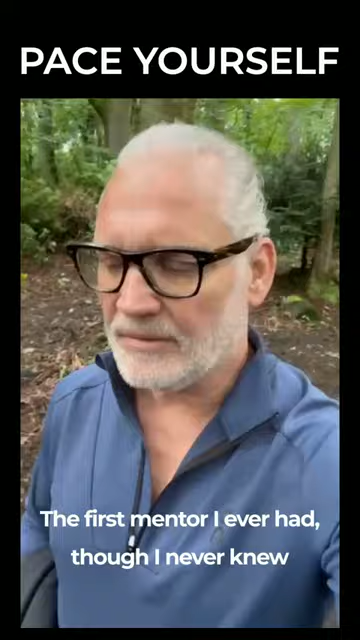 PACE YOURSELF
The first mentor I ever had,
though I never knew